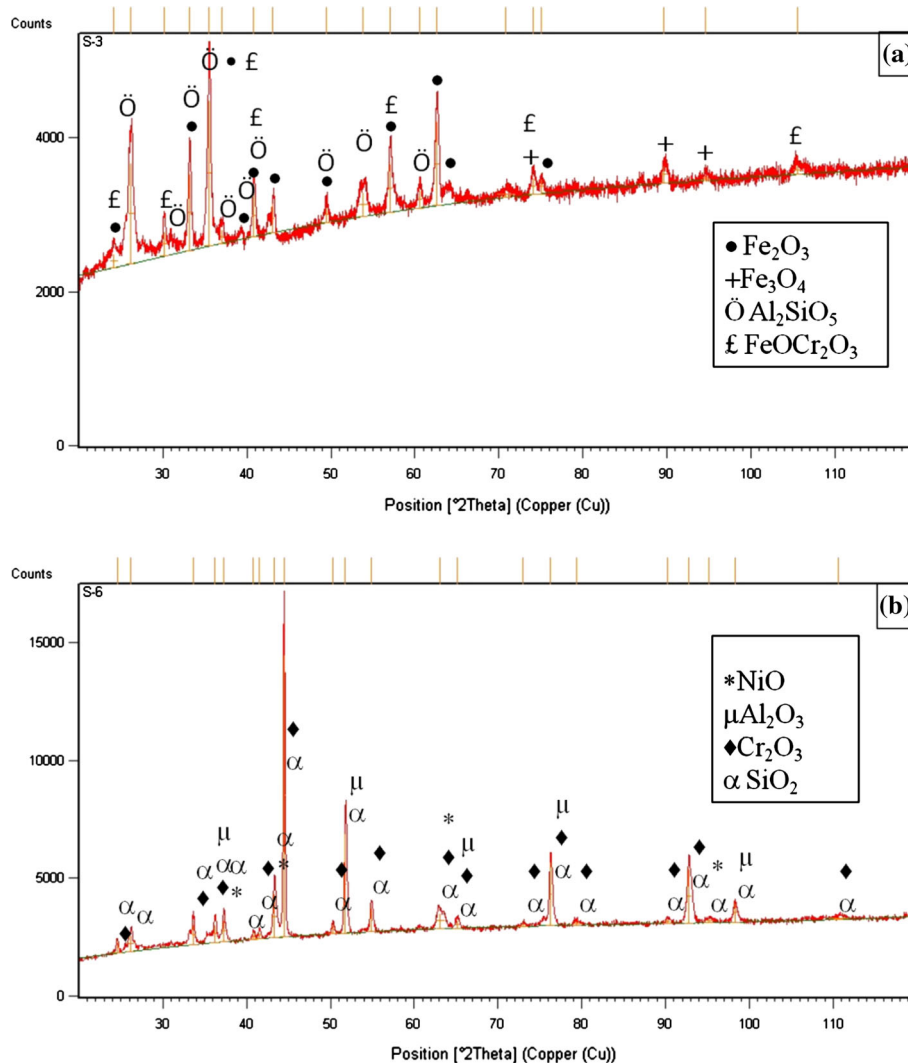 Counts
S-3
(a)
Ö Ö Ö • £
£
Ö
•
£ £
Ö
• • £
£
+ + + £
Ö Ö Ö
• • • • •
£ £ Ö Ö Ö
• •
4000
2000
0
• Fe₂O₃
+Fe₃O₄
Ö Al₂SiO₅
£ FeOCr₂O₃
30 40 50 60 70 80 90 100 110
Position [°2Theta] (Copper (Cu))
Counts
S-6
(b)
15000
10000
5000
0
*NiO
μAl₂O₃
♦Cr₂O₃
α SiO₂
♦
α
μ
α
μ α α α * ♦ * μ μ ♦ α ♦ * μ
α ♦ ♦ * ♦ α ♦ α ♦ ♦ α ♦ α ♦ α α ♦
α ♦ α α α α α α α α α α
30 40 50 60 70 80 90 100 110
Position [°2Theta] (Copper (Cu))